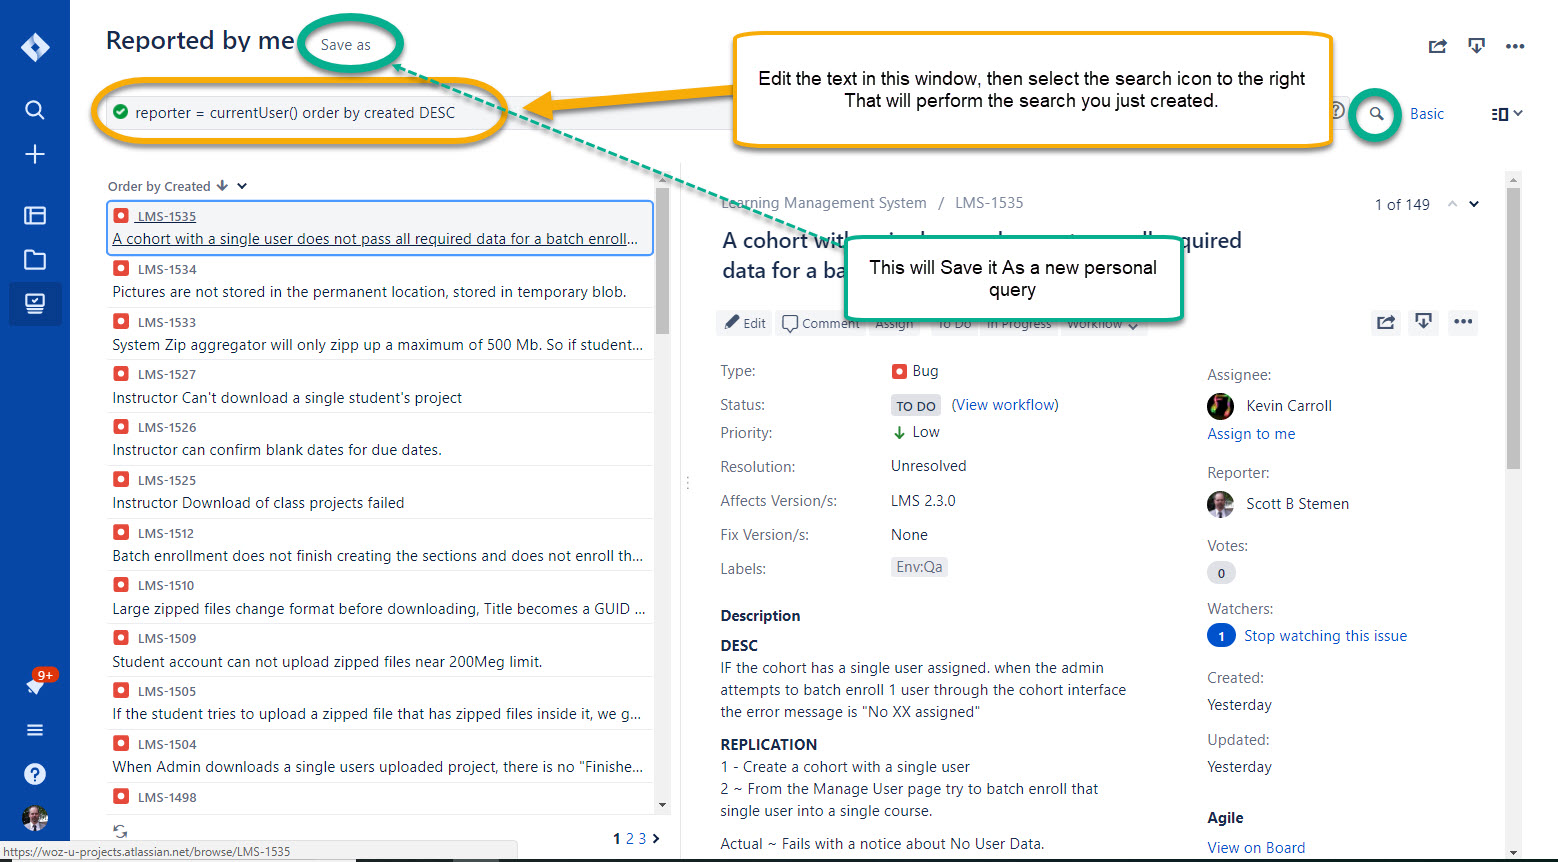 Reported by me
Save as
Edit the text in this window, then select the search icon to the right
That will perform the search you just created.
reporter = currentUser() order by created DESC
Basic
Order by Created
LMS-1535
A cohort with a single user does not pass all required data for a batch enroll...
LMS-1534
Pictures are not stored in the permanent location, stored in temporary blob.
LMS-1533
System Zip aggregator will only zipp up a maximum of 500 Mb. So if student...
LMS-1527
Instructor Can't download a single student's project
LMS-1526
Instructor can confirm blank dates for due dates.
LMS-1525
Instructor Download of class projects failed
LMS-1512
Batch enrollment does not finish creating the sections and does not enroll th...
LMS-1510
Large zipped files change format before downloading, Title becomes a GUID ...
LMS-1509
Student account can not upload zipped files near 200Meg limit.
LMS-1505
If the student tries to upload a zipped file that has zipped files inside it, we g...
LMS-1504
When Admin downloads a single users uploaded project, there is no "Finishe...
LMS-1498
1 2 3
9+
https://woz-u-projects.atlassian.net/browse/LMS-1535
Learning Management System / LMS-1535
1 of 149
A cohort
data for a
This will Save it As a new personal
query
Edit
Comment
Assign
To Do
In Progress
Workflow
Type:
Bug
Status:
TO DO
(View workflow)
Priority:
Low
Resolution:
Unresolved
Affects Version/s:
LMS 2.3.0
Fix Version/s:
None
Labels:
Env:Qa
Description
DESC
IF the cohort has a single user assigned. when the admin
attempts to batch enroll 1 user through the cohort interface
the error message is "No XX assigned"
REPLICATION
1 - Create a cohort with a single user
2 ~ From the Manage User page try to batch enroll that
single user into a single course.
Actual ~ Fails with a notice about No User Data.
Assignee:
Kevin Carroll
Assign to me
Reporter:
Scott B Stemen
Votes:
0
Watchers:
1
Stop watching this issue
Created:
Yesterday
Updated:
Yesterday
Agile
View on Board